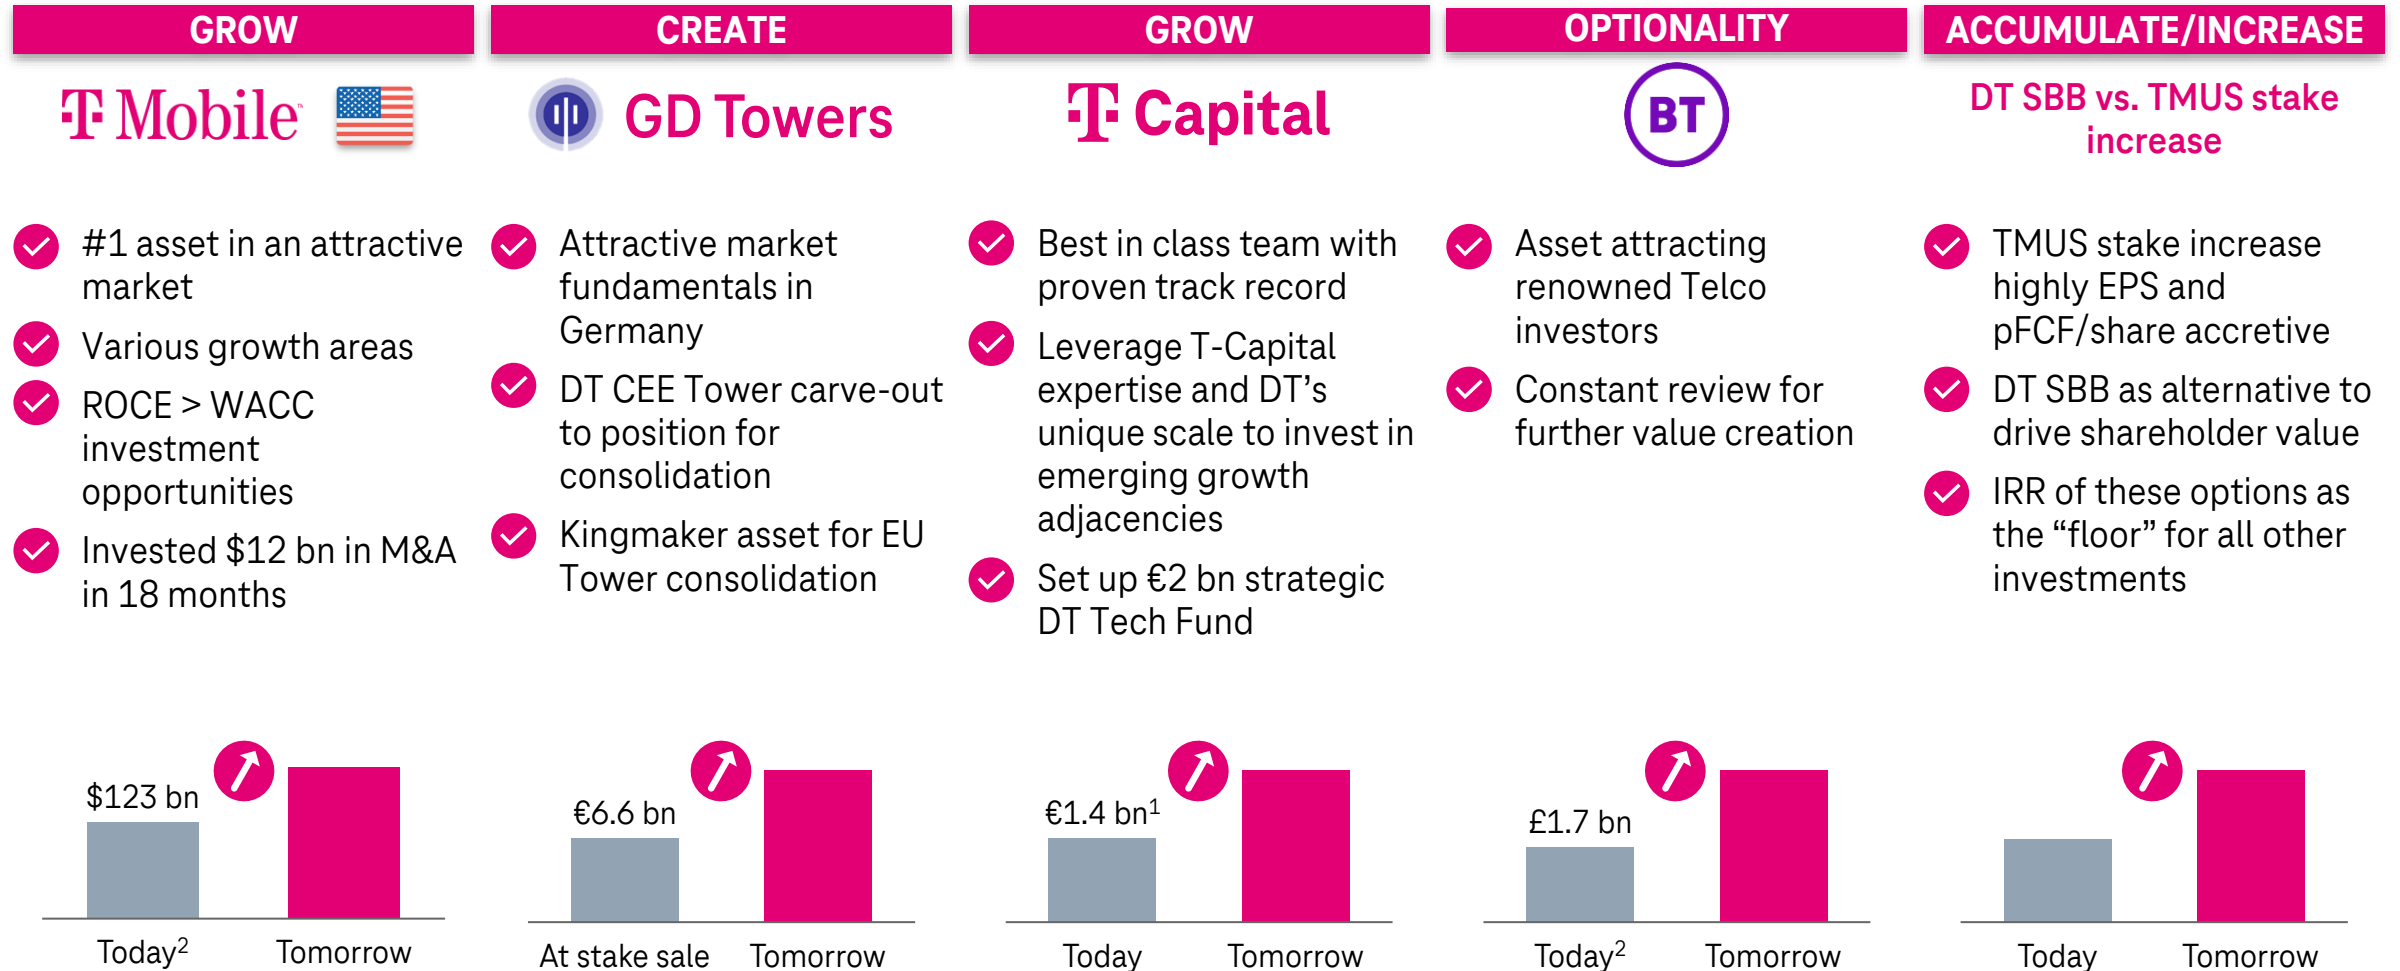 GROW
T Mobile™
#1 asset in an attractive
market
Various growth areas
ROCE > WACC
investment
opportunities
Invested $12 bn in M&A
in 18 months
$123 bn
Today²
Tomorrow
CREATE
GD Towers
Attractive market
fundamentals in
Germany
DT CEE Tower carve-out
to position for
consolidation
Kingmaker asset for EU
Tower consolidation
€6.6 bn
At stake sale
Tomorrow
GROW
T Capital
Best in class team with
proven track record
Leverage T-Capital
expertise and DT’s
unique scale to invest in
emerging growth
adjacencies
Set up €2 bn strategic
DT Tech Fund
€1.4 bn¹
Today
Tomorrow
OPTIONALITY
BT
Asset attracting
renowned Telco
investors
Constant review for
further value creation
£1.7 bn
Today²
Tomorrow
ACCUMULATE/INCREASE
DT SBB vs. TMUS stake
increase
TMUS stake increase
highly EPS and
pFCF/share accretive
DT SBB as alternative to
drive shareholder value
IRR of these options as
the “floor” for all other
investments
Today
Tomorrow